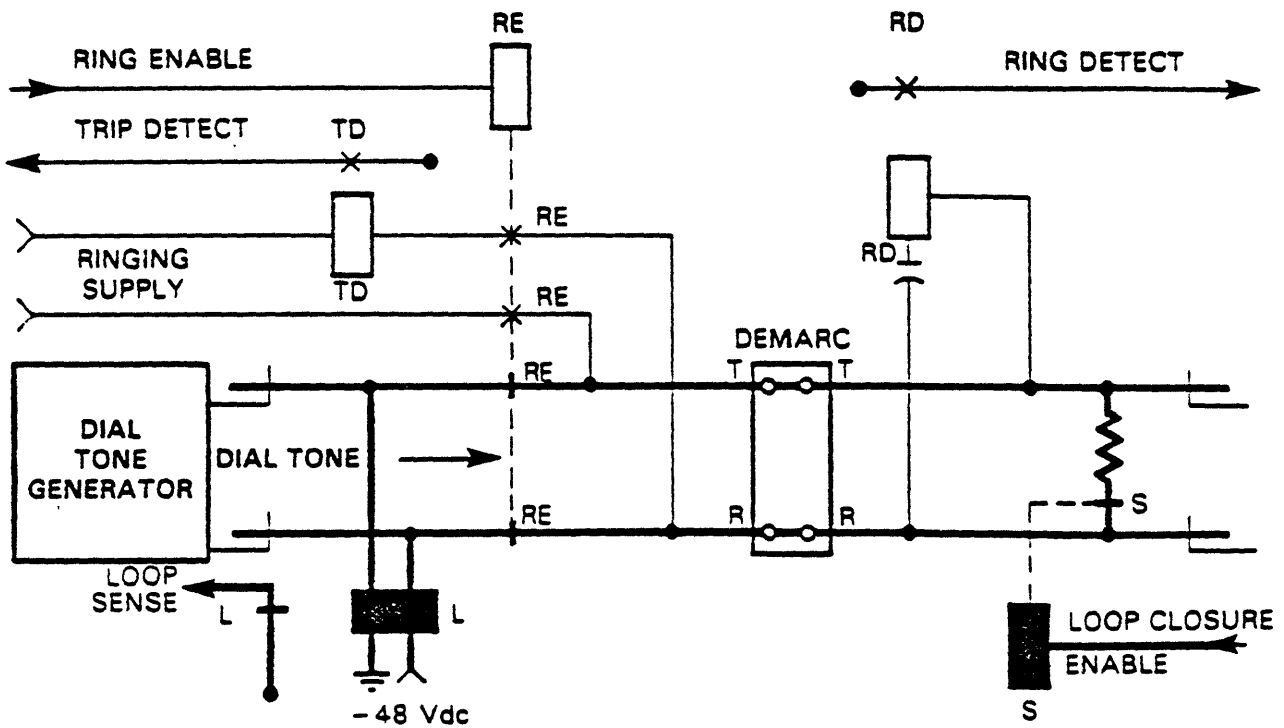 RE
RD
RING ENABLE
RING DETECT
TRIP DETECT
TD
RE
RD
RINGING
SUPPLY
TD
RE
DEMARC
T
T
RE
DIAL
TONE
GENERATOR
DIAL TONE
RE
R
R
S
LOOP
SENSE
L
L
LOOP CLOSURE
ENABLE
-48 Vdc
S